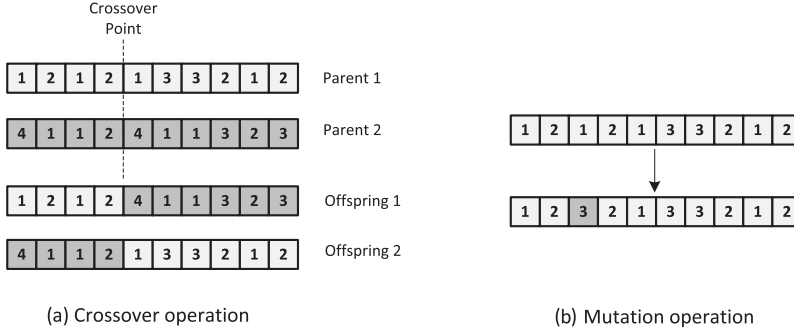 Crossover
Point
1 2 1 2 1 3 3 2 1 2 Parent 1
4 1 1 2 4 1 1 3 2 3 Parent 2
1 2 1 2 4 1 1 3 2 3 Offspring 1
4 1 1 2 1 3 3 2 1 2 Offspring 2
(a) Crossover operation
1 2 1 2 1 3 3 2 1 2
1 2 3 2 1 3 3 2 1 2
(b) Mutation operation